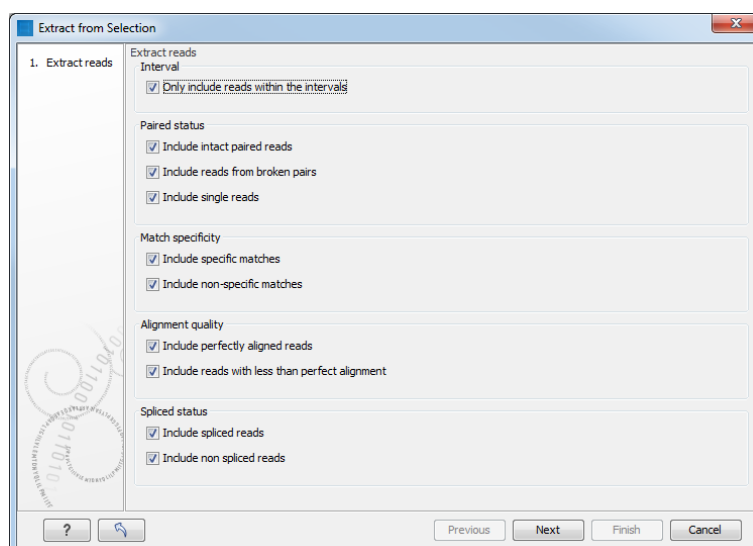 Extract from Selection
1. Extract reads
Extract reads
Interval
Only include reads within the intervals
Paired status
Include intact paired reads
Include reads from broken pairs
Include single reads
Match specificity
Include specific matches
Include non-specific matches
Alignment quality
Include perfectly aligned reads
Include reads with less than perfect alignment
Spliced status
Include spliced reads
Include non spliced reads
?
Previous
Next
Finish
Cancel